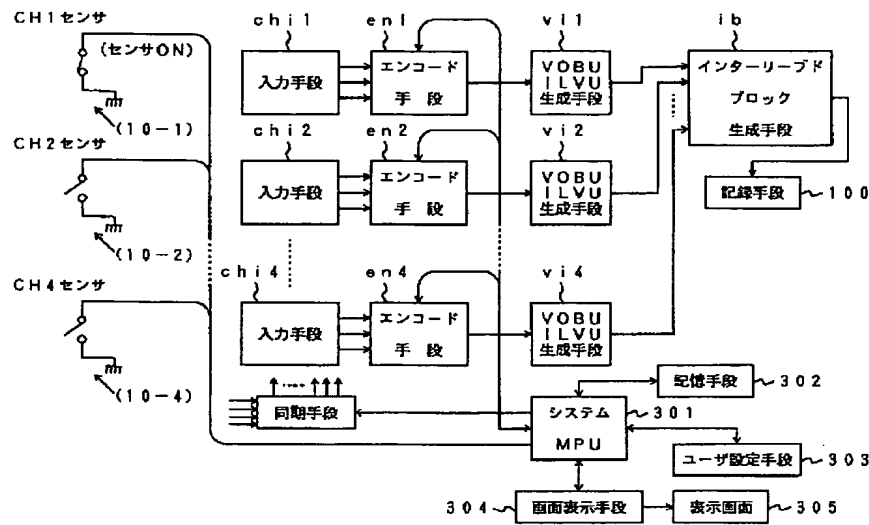 CH1センサ
(センサON)
(10-1)
CH2センサ
(10-2)
CH4センサ
(10-4)
chi1
入力手段
en1
エンコード
手段
vi1
VOBU
ILVU
生成手段
ib
インターリーブド
ブロック
生成手段
chi2
入力手段
en2
エンコード
手段
vi2
VOBU
ILVU
生成手段
記録手段
100
chi4
入力手段
en4
エンコード
手段
vi4
VOBU
ILVU
生成手段
同期手段
システム
MPU
301
記憶手段
302
ユーザ設定手段
303
304
画面表示手段
表示画面
305